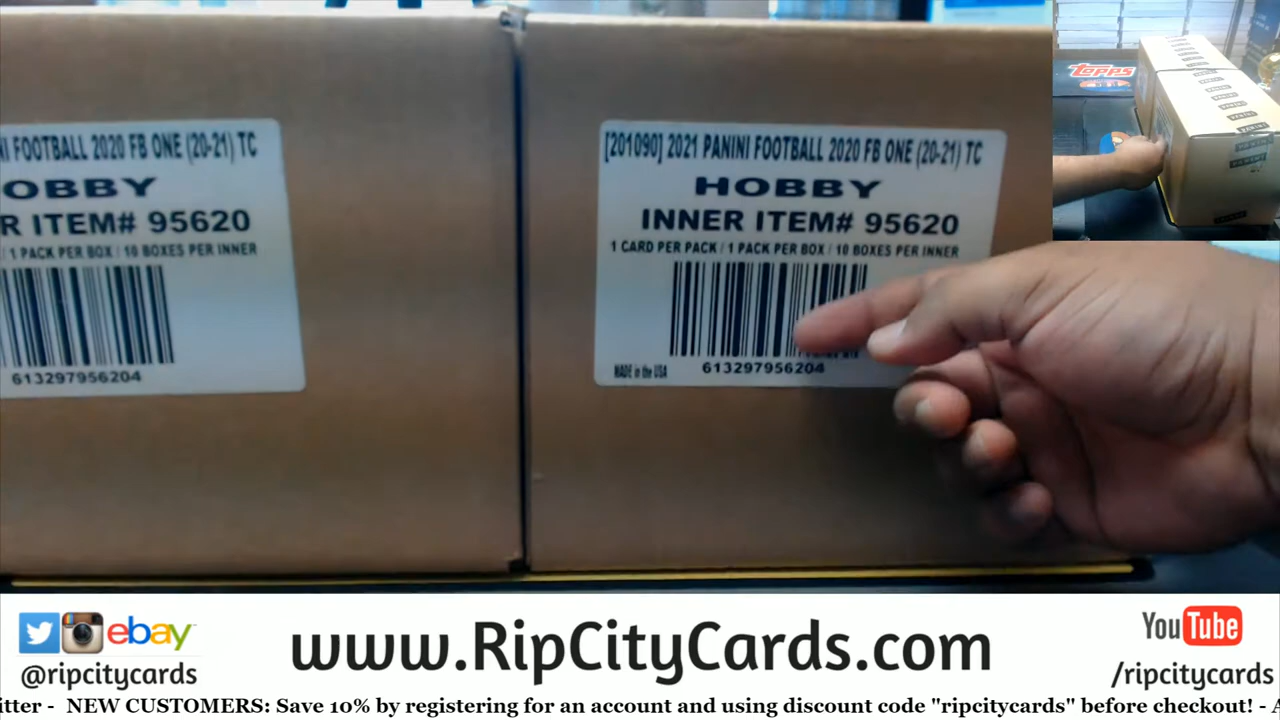 NI FOOTBALL 2020 FB ONE (20-21) TC
OBBY
R ITEM# 95620
/ 1 PACK PER BOX / 10 BOXES PER INNER
613297956204
[201090] 2021 PANINI FOOTBALL 2020 FB ONE (20-21) TC
HOBBY
INNER ITEM# 95620
1 CARD PER PACK / 1 PACK PER BOX / 10 BOXES PER INNER
MADE in the USA
613297956204
TOPPS
ebay
@ripcitycards
www.RipCityCards.com
YouTube
/ripcitycards
itter - NEW CUSTOMERS: Save 10% by registering for an account and using discount code "ripcitycards" before checkout! - A